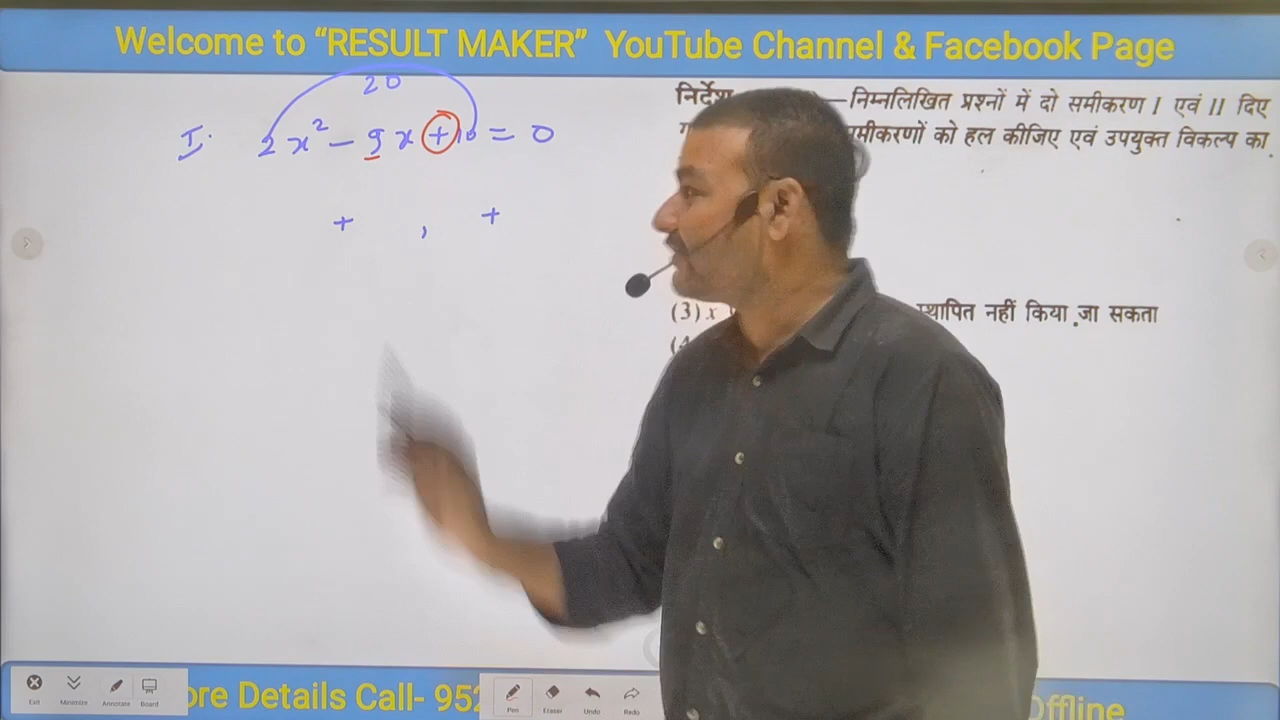 Welcome to “RESULT MAKER” YouTube Channel & Facebook Page
20
I. 2x² - 9x + 10 = 0
+ , +
निर्देश —निम्नलिखित प्रश्नों में दो समीकरण I एवं II दिए
समीकरणों को हल कीजिए एवं उपयुक्त विकल्प का
(3) x स्थापित नहीं किया जा सकता
ore Details Call- 952
Offline
Exit Minimize Annotate Board
Pen Eraser Undo Redo